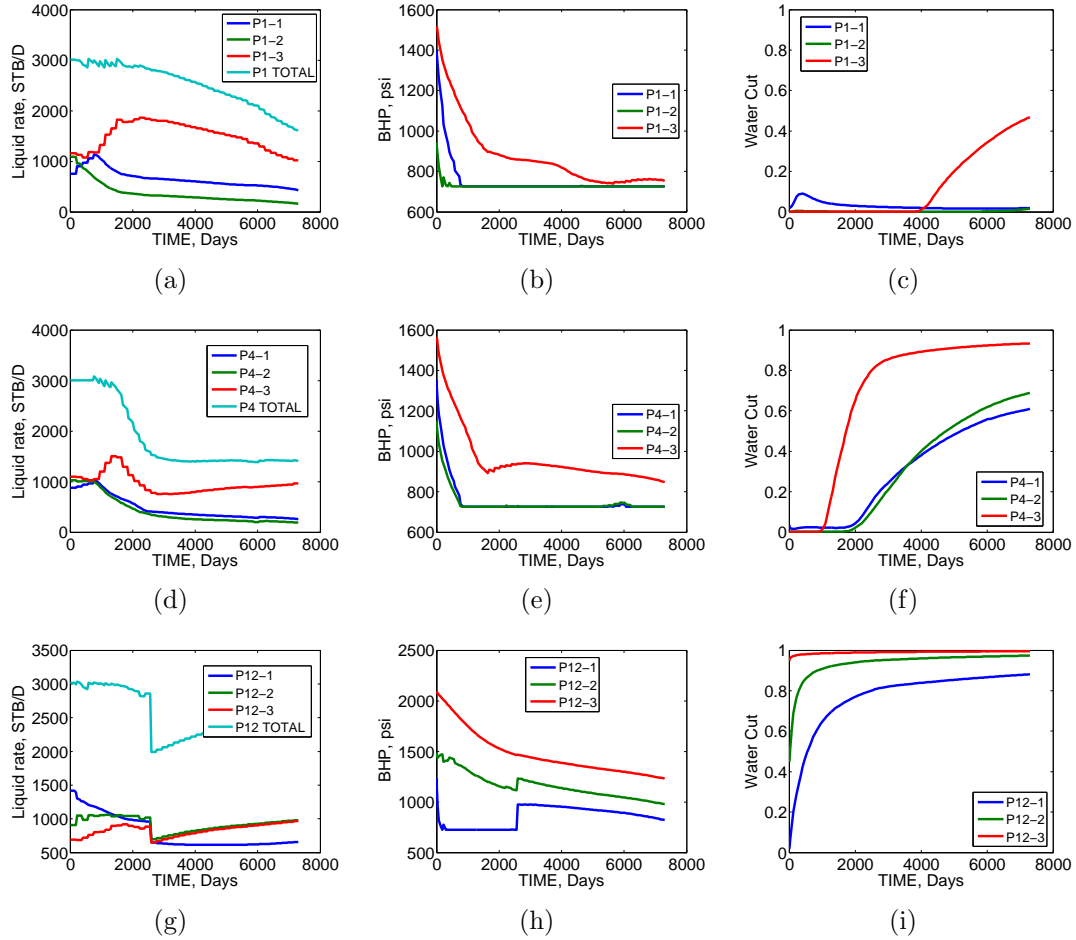 4000
3000
2000
1000
0
0 2000 4000 6000 8000
TIME, Days
Liquid rate, STB/D
P1−1
P1−2
P1−3
P1 TOTAL
(a)
1600
1400
1200
1000
800
600
0 2000 4000 6000 8000
TIME, Days
BHP, psi
P1−1
P1−2
P1−3
(b)
1
0.8
0.6
0.4
0.2
0
0 2000 4000 6000 8000
TIME, Days
Water Cut
P1−1
P1−2
P1−3
(c)
4000
3000
2000
1000
0
0 2000 4000 6000 8000
TIME, Days
Liquid rate, STB/D
P4−1
P4−2
P4−3
P4 TOTAL
(d)
1600
1400
1200
1000
800
600
0 2000 4000 6000 8000
TIME, Days
BHP, psi
P4−1
P4−2
P4−3
(e)
1
0.8
0.6
0.4
0.2
0
0 2000 4000 6000 8000
TIME, Days
Water Cut
P4−1
P4−2
P4−3
(f)
3500
3000
2500
2000
1500
1000
500
0 2000 4000 6000 8000
TIME, Days
Liquid rate, STB/D
P12−1
P12−2
P12−3
P12 TOTAL
(g)
2500
2000
1500
1000
500
0 2000 4000 6000 8000
TIME, Days
BHP, psi
P12−1
P12−2
P12−3
(h)
1
0.8
0.6
0.4
0.2
0
0 2000 4000 6000 8000
TIME, Days
Water Cut
P12−1
P12−2
P12−3
(i)